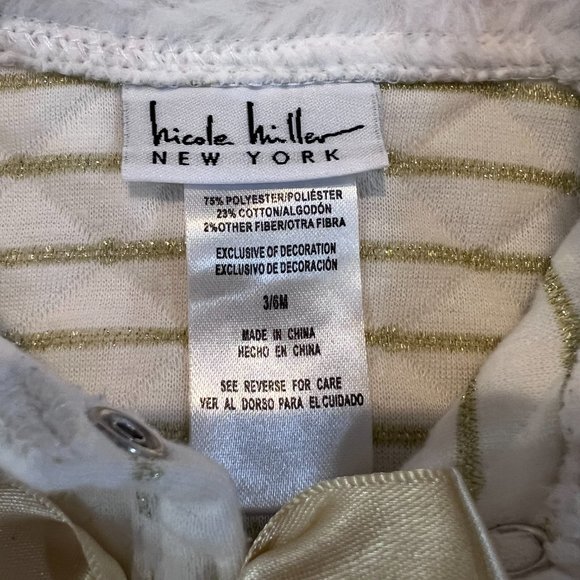 nicole miller
NEW YORK
75% POLYESTER/POLIÉSTER
23% COTTON/ALGODÓN
2%OTHER FIBER/OTRA FIBRA
EXCLUSIVE OF DECORATION
EXCLUSIVO DE DECORACIÓN
3/6M
MADE IN CHINA
HECHO EN CHINA
SEE REVERSE FOR CARE
VER AL DORSO PARA EL CUIDADO